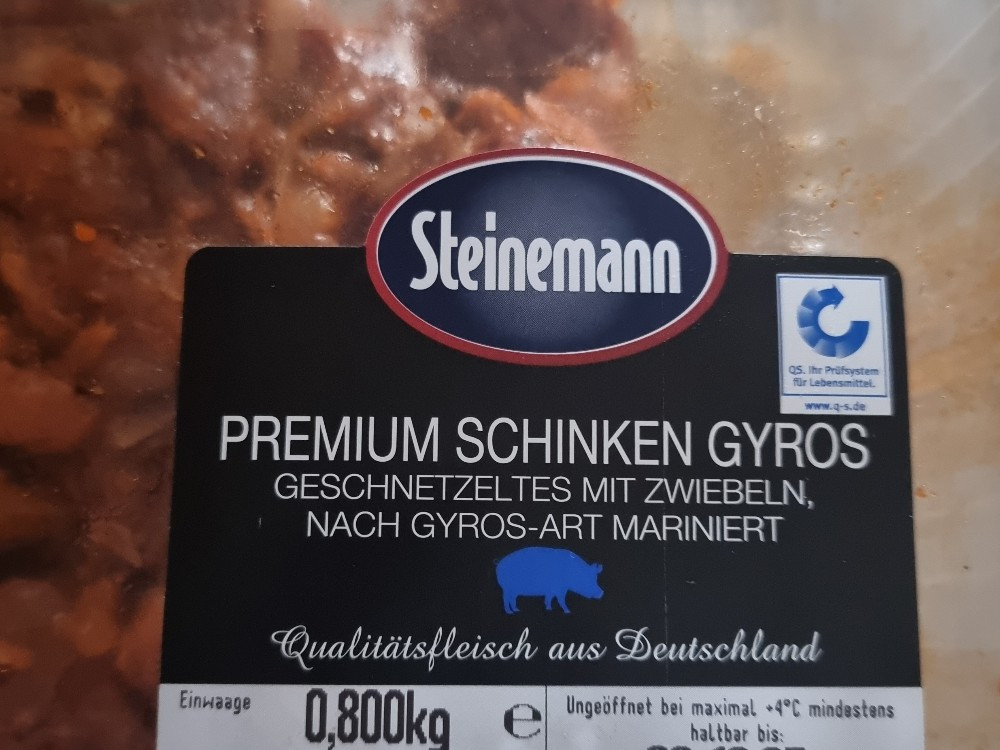 Steinemann
QS. Ihr Prüfsystem
für Lebensmittel.
www.q-s.de
PREMIUM SCHINKEN GYROS
GESCHNETZELTES MIT ZWIEBELN,
NACH GYROS-ART MARINIERT
Qualitätsfleisch aus Deutschland
Einwaage 0,800kg e
Ungeöffnet bei maximal +4°C mindestens
haltbar bis: